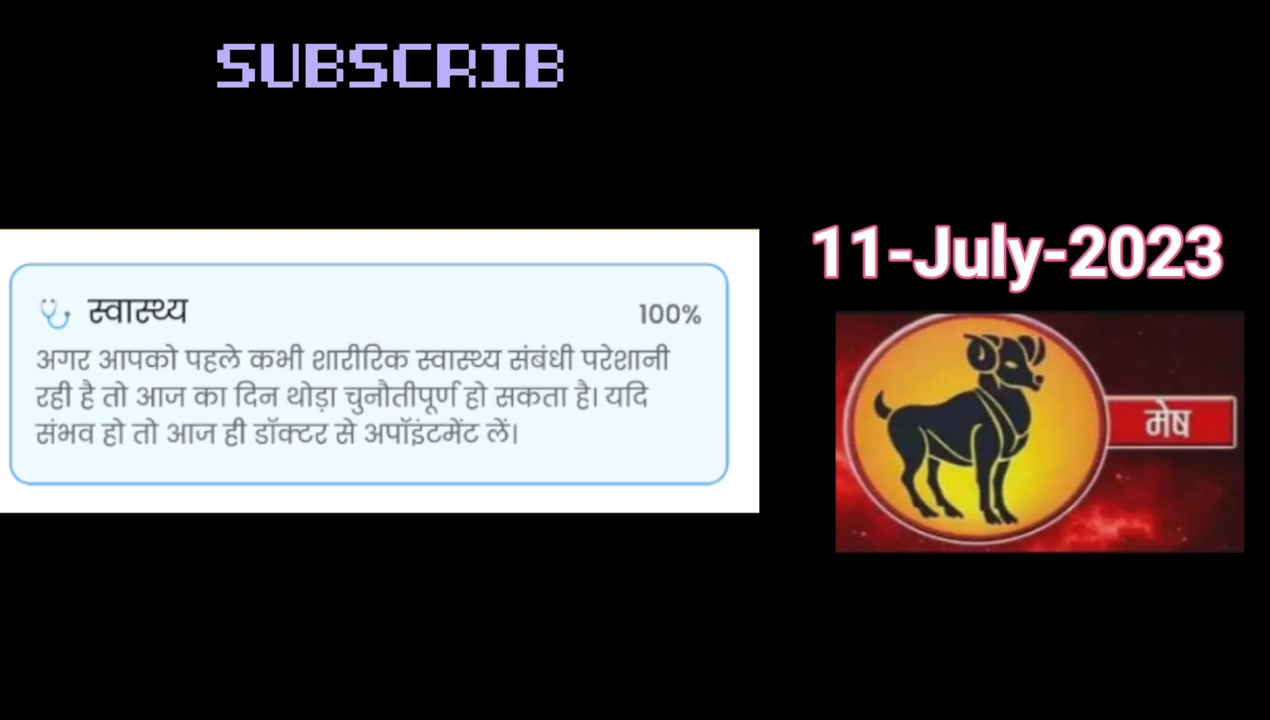 SUBSCRIB
11-July-2023
स्वास्थ्य 100%
अगर आपको पहले कभी शारीरिक स्वास्थ्य संबंधी परेशानी
रही है तो आज का दिन थोड़ा चुनौतीपूर्ण हो सकता है। यदि
संभव हो तो आज ही डॉक्टर से अपॉइंटमेंट लें।
मेष